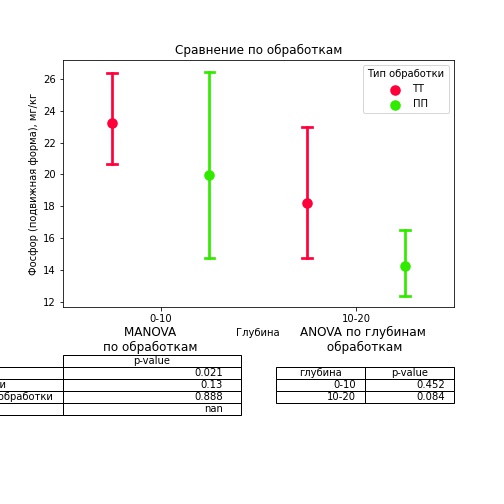 Сравнение по обработкам
Фосфор (подвижная форма), мг/кг
26
24
22
20
18
16
14
12
Тип обработки
ТТ
ПП
0-10
10-20
Глубина
MANOVA
по обработкам
p-value
0.021
и 0.13
обработки 0.888
nan
ANOVA по глубинам
обработкам
глубина p-value
0-10 0.452
10-20 0.084